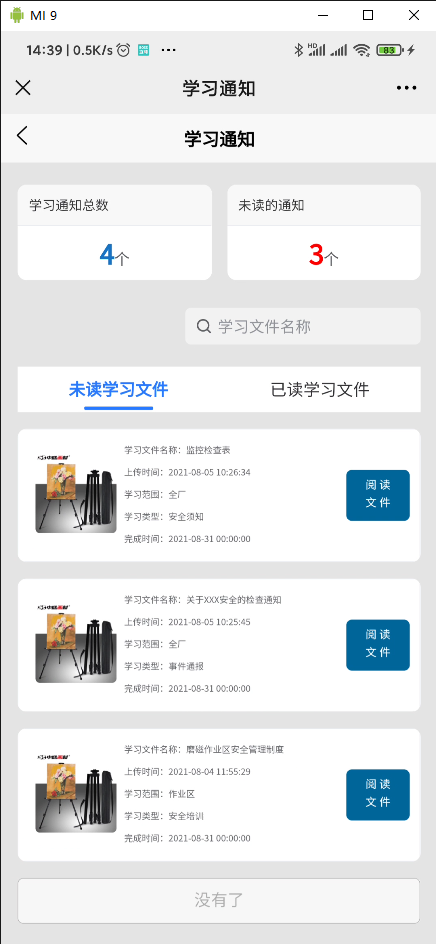 MI 9
14:39 | 0.5K/s
HD
83
学习通知
学习通知
学习通知总数
未读的通知
4个
3个
学习文件名称
未读学习文件
已读学习文件
学习文件名称：监控检查表
上传时间：2021-08-05 10:26:34
学习范围：全厂
学习类型：安全须知
完成时间：2021-08-31 00:00:00
阅 读
文 件
学习文件名称：关于XXX安全的检查通知
上传时间：2021-08-05 10:25:45
学习范围：全厂
学习类型：事件通报
完成时间：2021-08-31 00:00:00
阅 读
文 件
学习文件名称：磨磁作业区安全管理制度
上传时间：2021-08-04 11:55:29
学习范围：作业区
学习类型：安全培训
完成时间：2021-08-31 00:00:00
阅 读
文 件
没有了